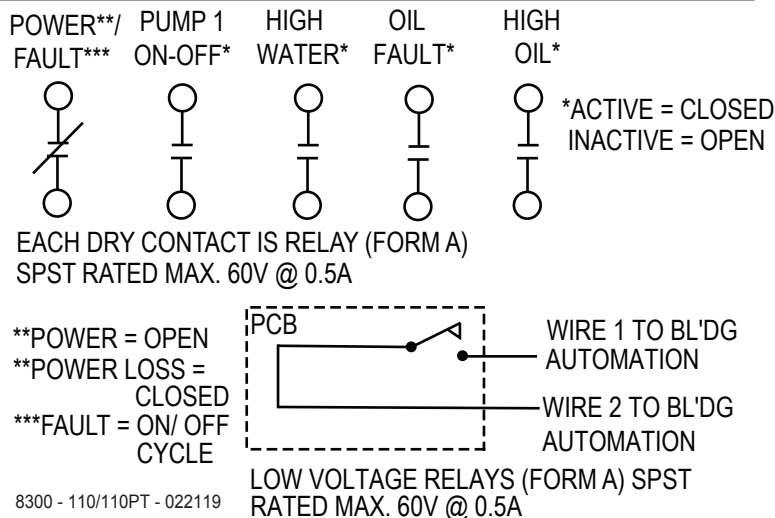 POWER**/
FAULT***
PUMP 1
ON-OFF*
HIGH
WATER*
OIL
FAULT*
HIGH
OIL*
*ACTIVE = CLOSED
INACTIVE = OPEN
EACH DRY CONTACT IS RELAY (FORM A)
SPST RATED MAX. 60V @ 0.5A
**POWER = OPEN
**POWER LOSS =
CLOSED
***FAULT = ON/ OFF
CYCLE
PCB
WIRE 1 TO BL'DG
AUTOMATION
WIRE 2 TO BL'DG
AUTOMATION
LOW VOLTAGE RELAYS (FORM A) SPST
RATED MAX. 60V @ 0.5A
8300 - 110/110PT - 022119